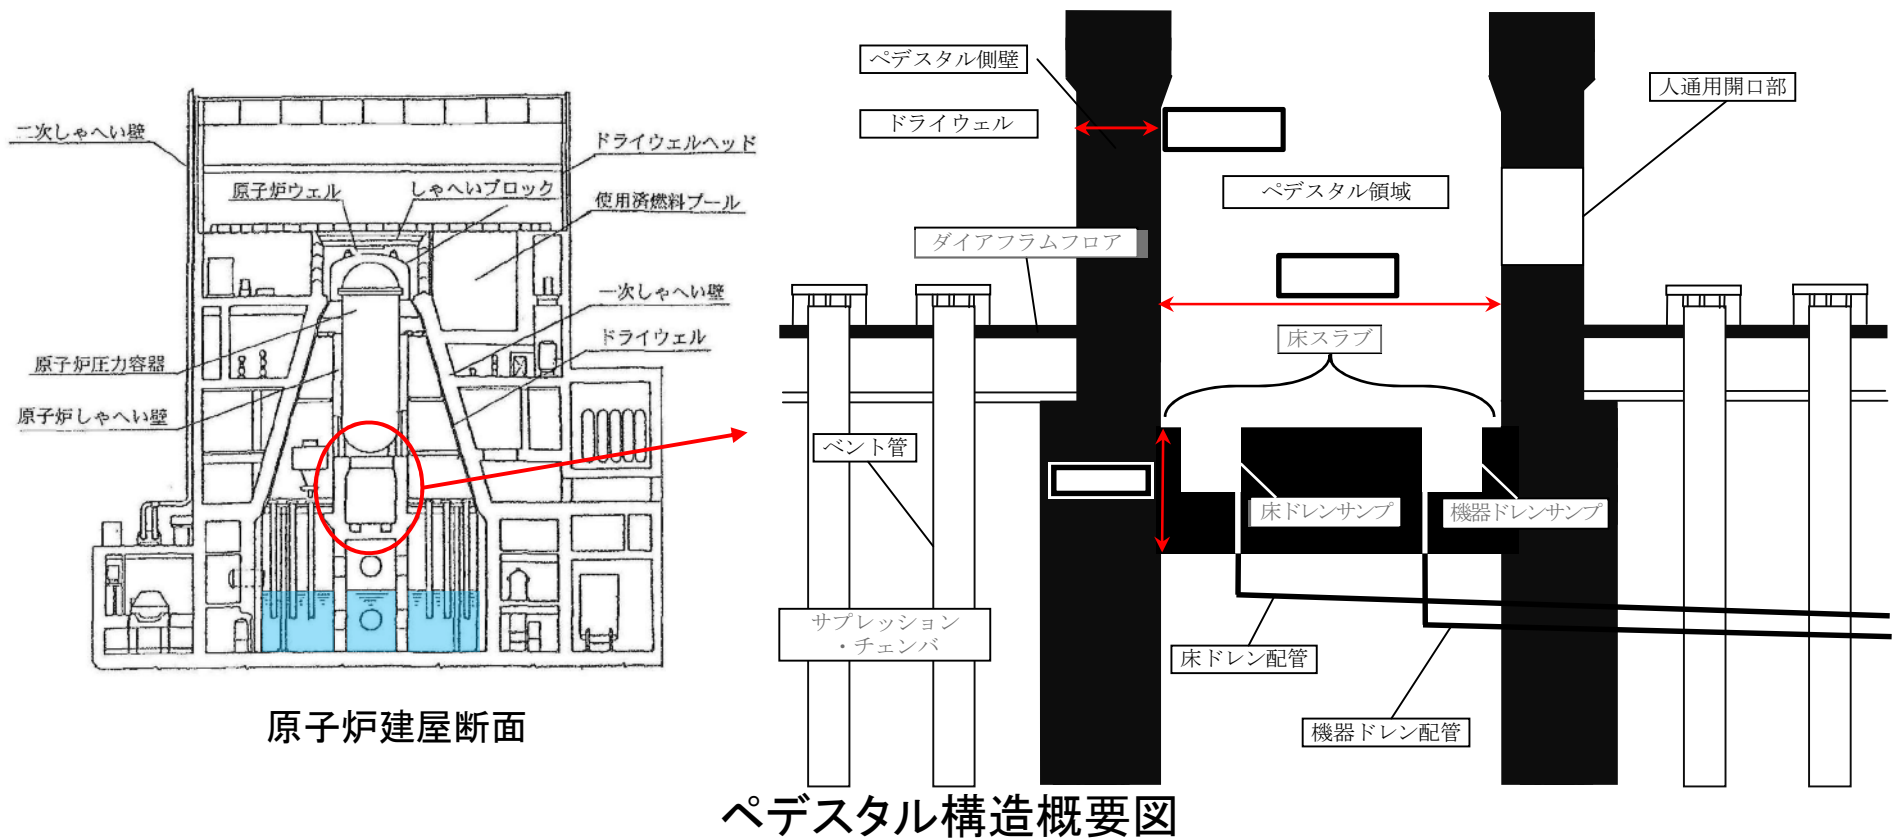 二次しゃへい壁
ドライウェルヘッド
原子炉ウェル
しゃへいブロック
使用済燃料プール
一次しゃへい壁
ドライウェル
原子炉圧力容器
原子炉しゃへい壁
原子炉建屋断面
ペデスタル側壁
人通用開口部
ドライウェル
ペデスタル領域
ダイアフラムフロア
床スラブ
ベント管
床ドレンサンプ
機器ドレンサンプ
サプレッション
・チェンバ
床ドレン配管
機器ドレン配管
ペデスタル構造概要図